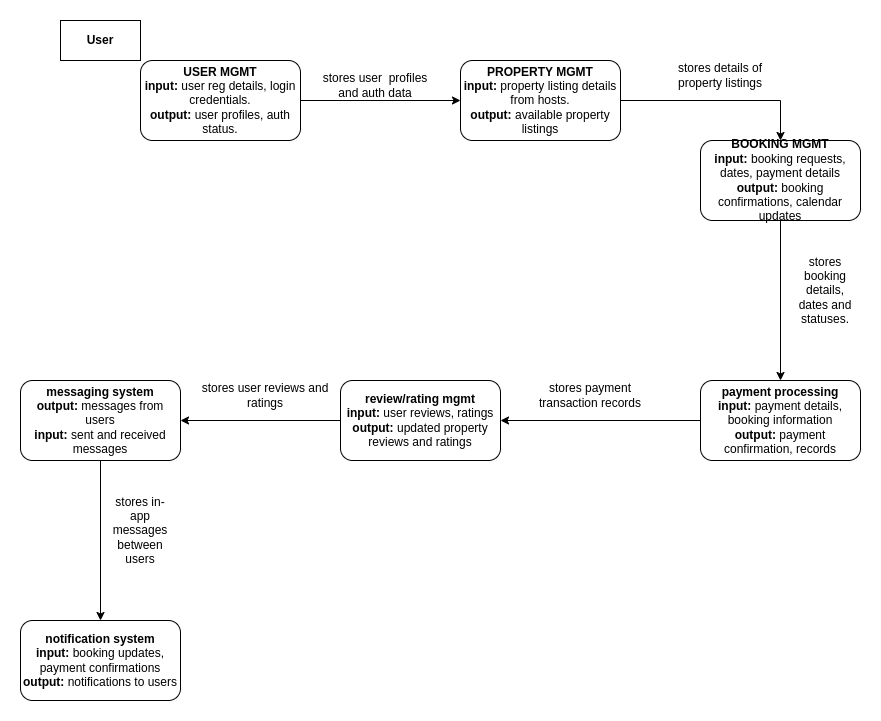 User
USER MGMT
input: user reg details, login
credentials.
output: user profiles, auth
status.
stores user  profiles
and auth data
PROPERTY MGMT
input: property listing details
from hosts.
output: available property
listings
stores details of
property listings
BOOKING MGMT
input: booking requests,
dates, payment details
output: booking
confirmations, calendar
updates
stores
booking
details,
dates and
statuses.
payment processing
input: payment details,
booking information
output: payment
confirmation, records
stores payment
transaction records
review/rating mgmt
input: user reviews, ratings
output: updated property
reviews and ratings
stores user reviews and
ratings
messaging system
output: messages from
users
input: sent and received
messages
stores in-
app
messages
between
users
notification system
input: booking updates,
payment confirmations
output: notifications to users